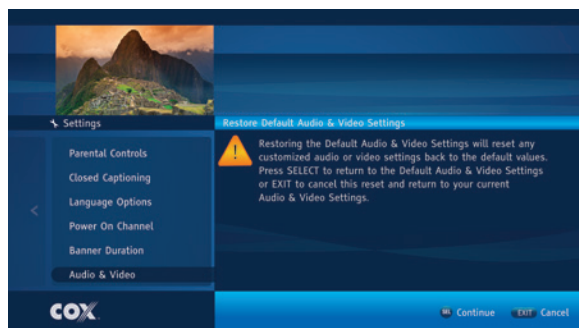 Settings
Restore Default Audio & Video Settings
Parental Controls
Closed Captioning
Language Options
Power On Channel
Banner Duration
Audio & Video
!
Restoring the Default Audio & Video Settings will reset any
customized audio or video settings back to the default values.
Press SELECT to return to the Default Audio & Video Settings
or EXIT to cancel this reset and return to your current
Audio & Video Settings.
COX
SEL Continue EXIT Cancel